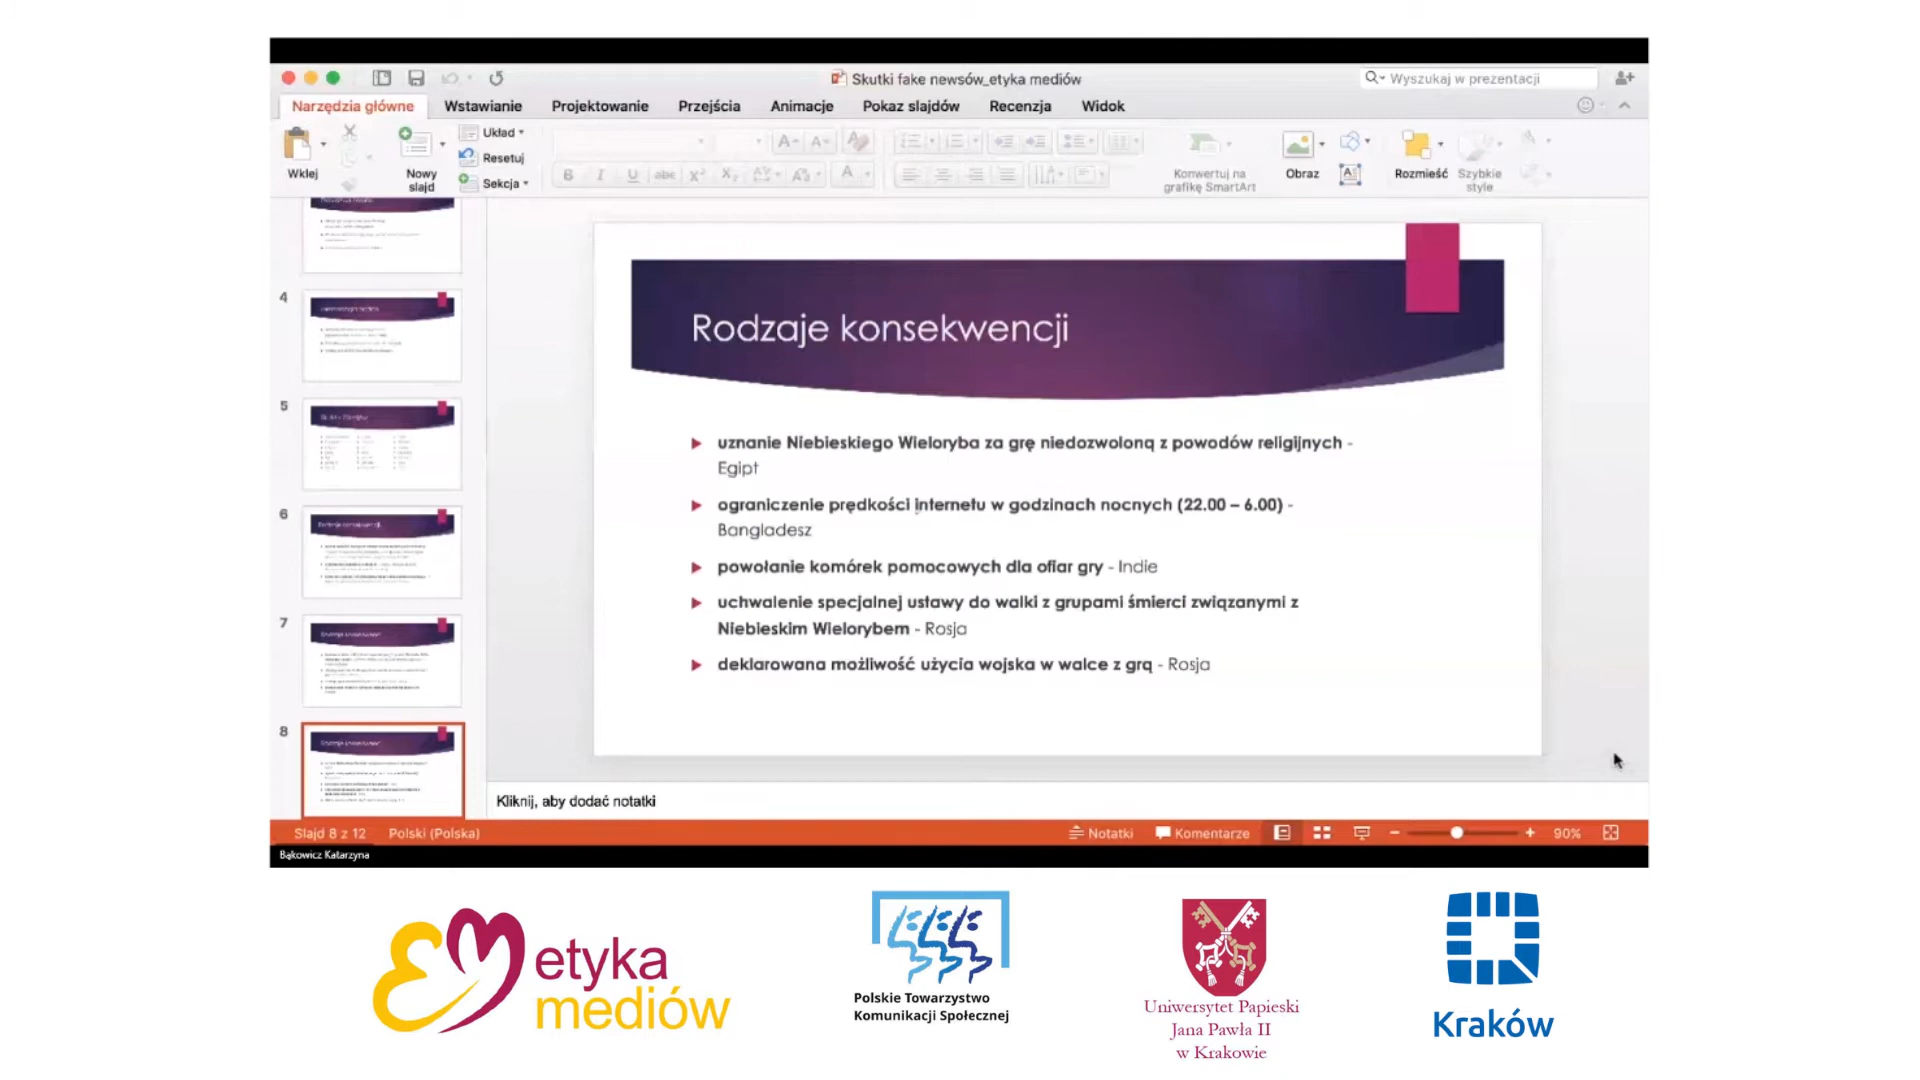 Skutki fake newsów_etyka mediów
Wyszukaj w prezentacji
Narzędzia główne
Wstawianie
Projektowanie
Przejścia
Animacje
Pokaz slajdów
Recenzja
Widok
Wklej
Nowy
slajd
Układ
Resetuj
Sekcja
Konwertuj na
grafikę SmartArt
Obraz
Rozmieść
Szybkie
style
4
5
6
7
8
Rodzaje konsekwencji
uznanie Niebieskiego Wieloryba za grę niedozwoloną z powodów religijnych -
Egipt
ograniczenie prędkości internetu w godzinach nocnych (22.00 – 6.00) -
Bangladesz
powołanie komórek pomocowych dla ofiar gry - Indie
uchwalenie specjalnej ustawy do walki z grupami śmierci związanymi z
Niebieskim Wielorybem - Rosja
deklarowana możliwość użycia wojska w walce z grą - Rosja
Kliknij, aby dodać notatki
Slajd 8 z 12
Polski (Polska)
Notatki
Komentarze
90%
Bąkowicz Katarzyna
etyka
mediów
Polskie Towarzystwo
Komunikacji Społecznej
Uniwersytet Papieski
Jana Pawła II
w Krakowie
Kraków